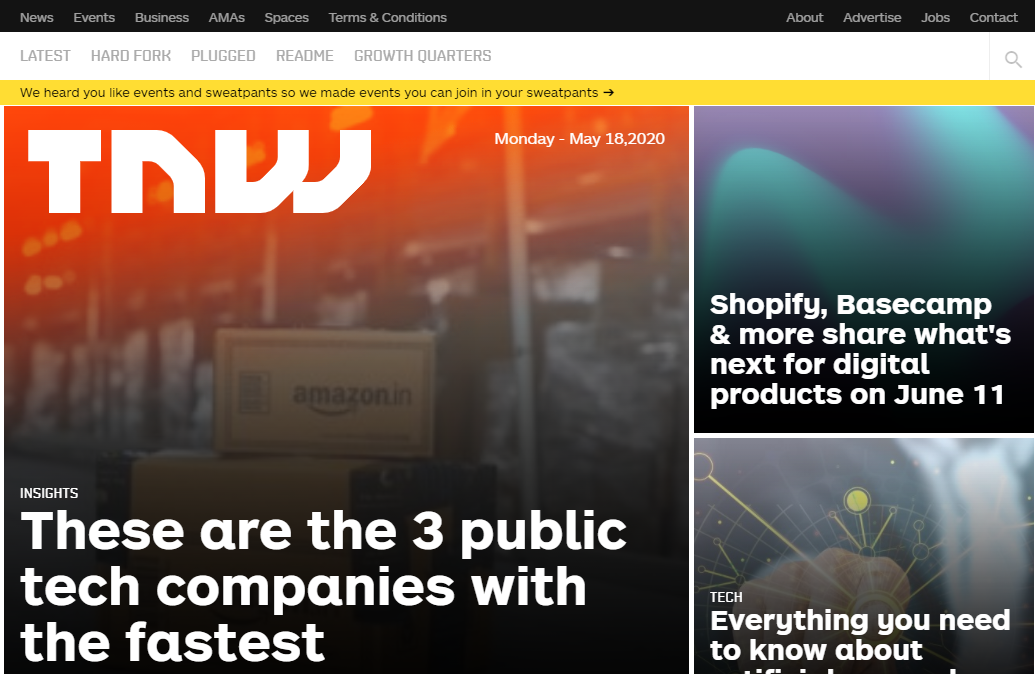 News Events Business AMAs Spaces Terms & Conditions About Advertise Jobs Contact
LATEST HARD FORK PLUGGED README GROWTH QUARTERS
We heard you like events and sweatpants so we made events you can join in your sweatpants →
TNW
Monday - May 18,2020
amazon.in
INSIGHTS
These are the 3 public
tech companies with
the fastest
Shopify, Basecamp
& more share what's
next for digital
products on June 11
TECH
Everything you need
to know about